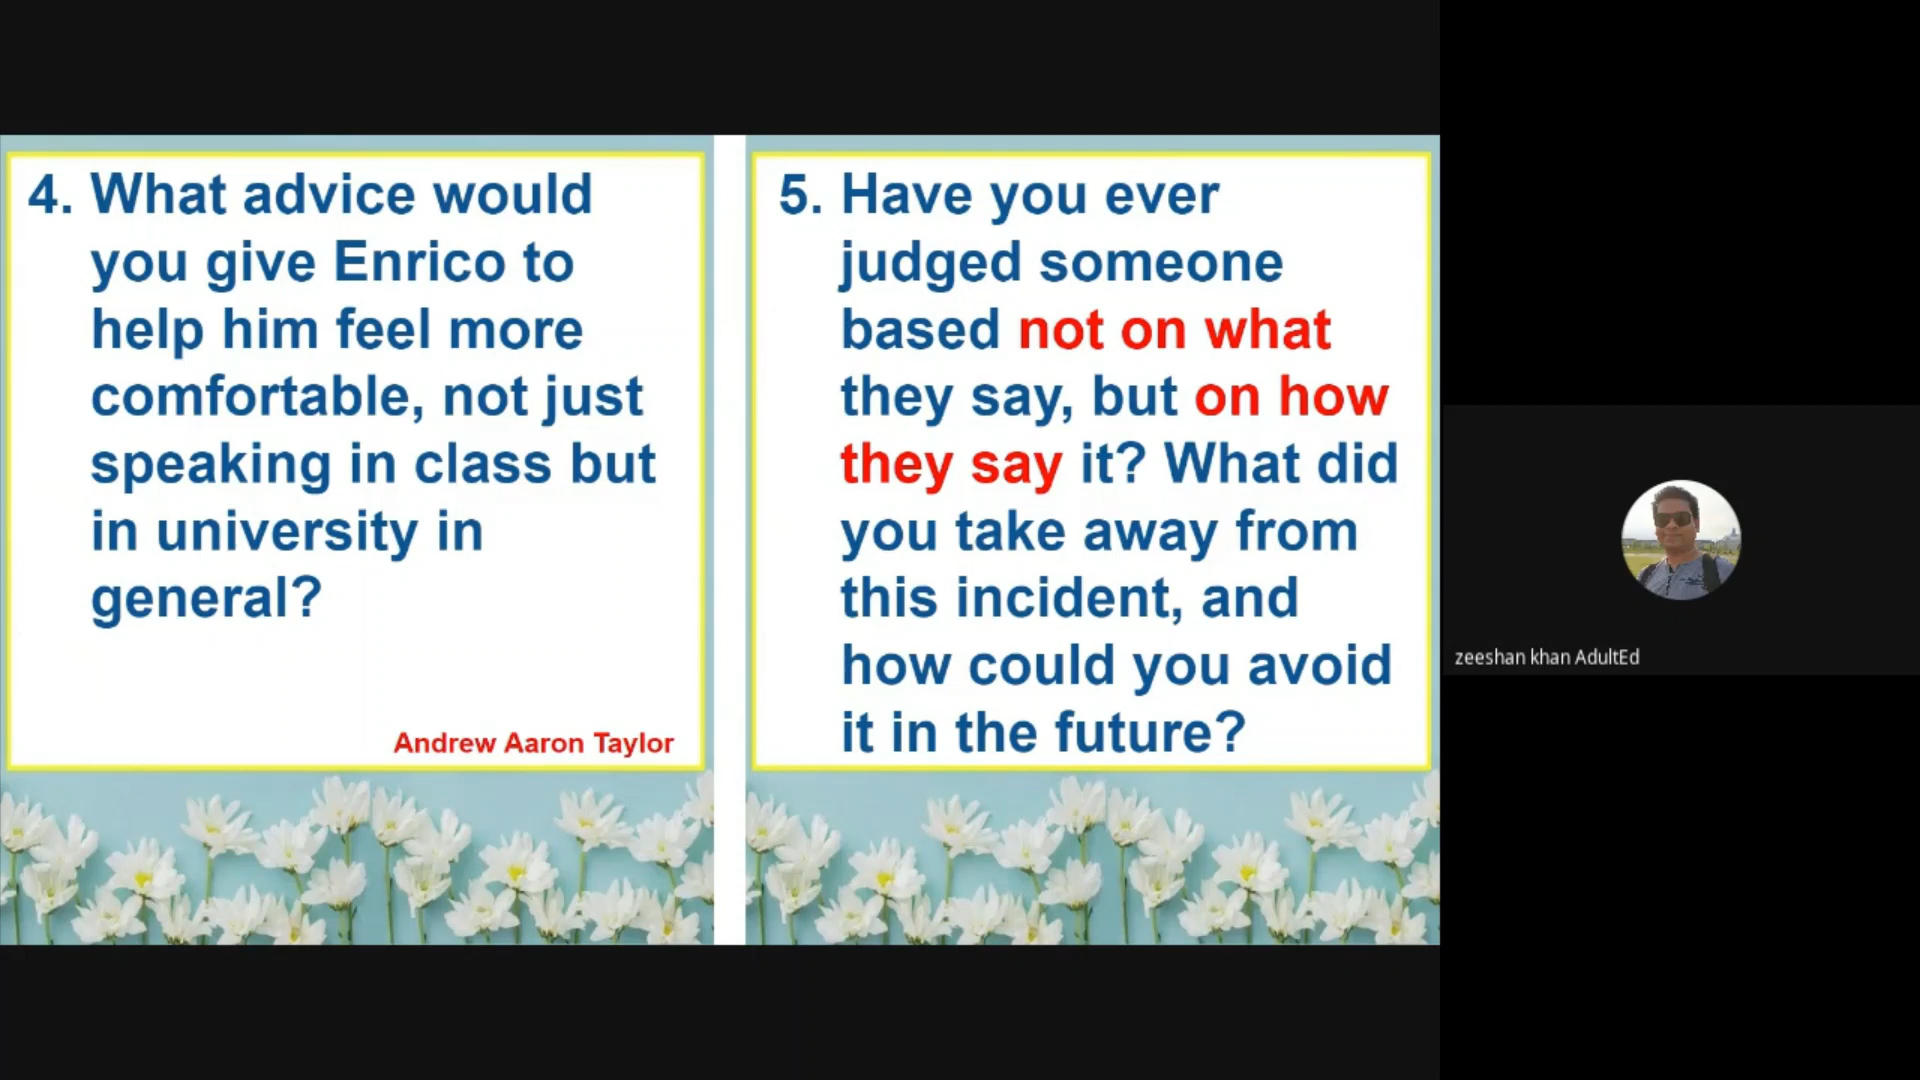 4. What advice would
you give Enrico to
help him feel more
comfortable, not just
speaking in class but
in university in
general?
Andrew Aaron Taylor
5. Have you ever
judged someone
based not on what
they say, but on how
they say it? What did
you take away from
this incident, and
how could you avoid
it in the future?
zeeshan khan AdultEd